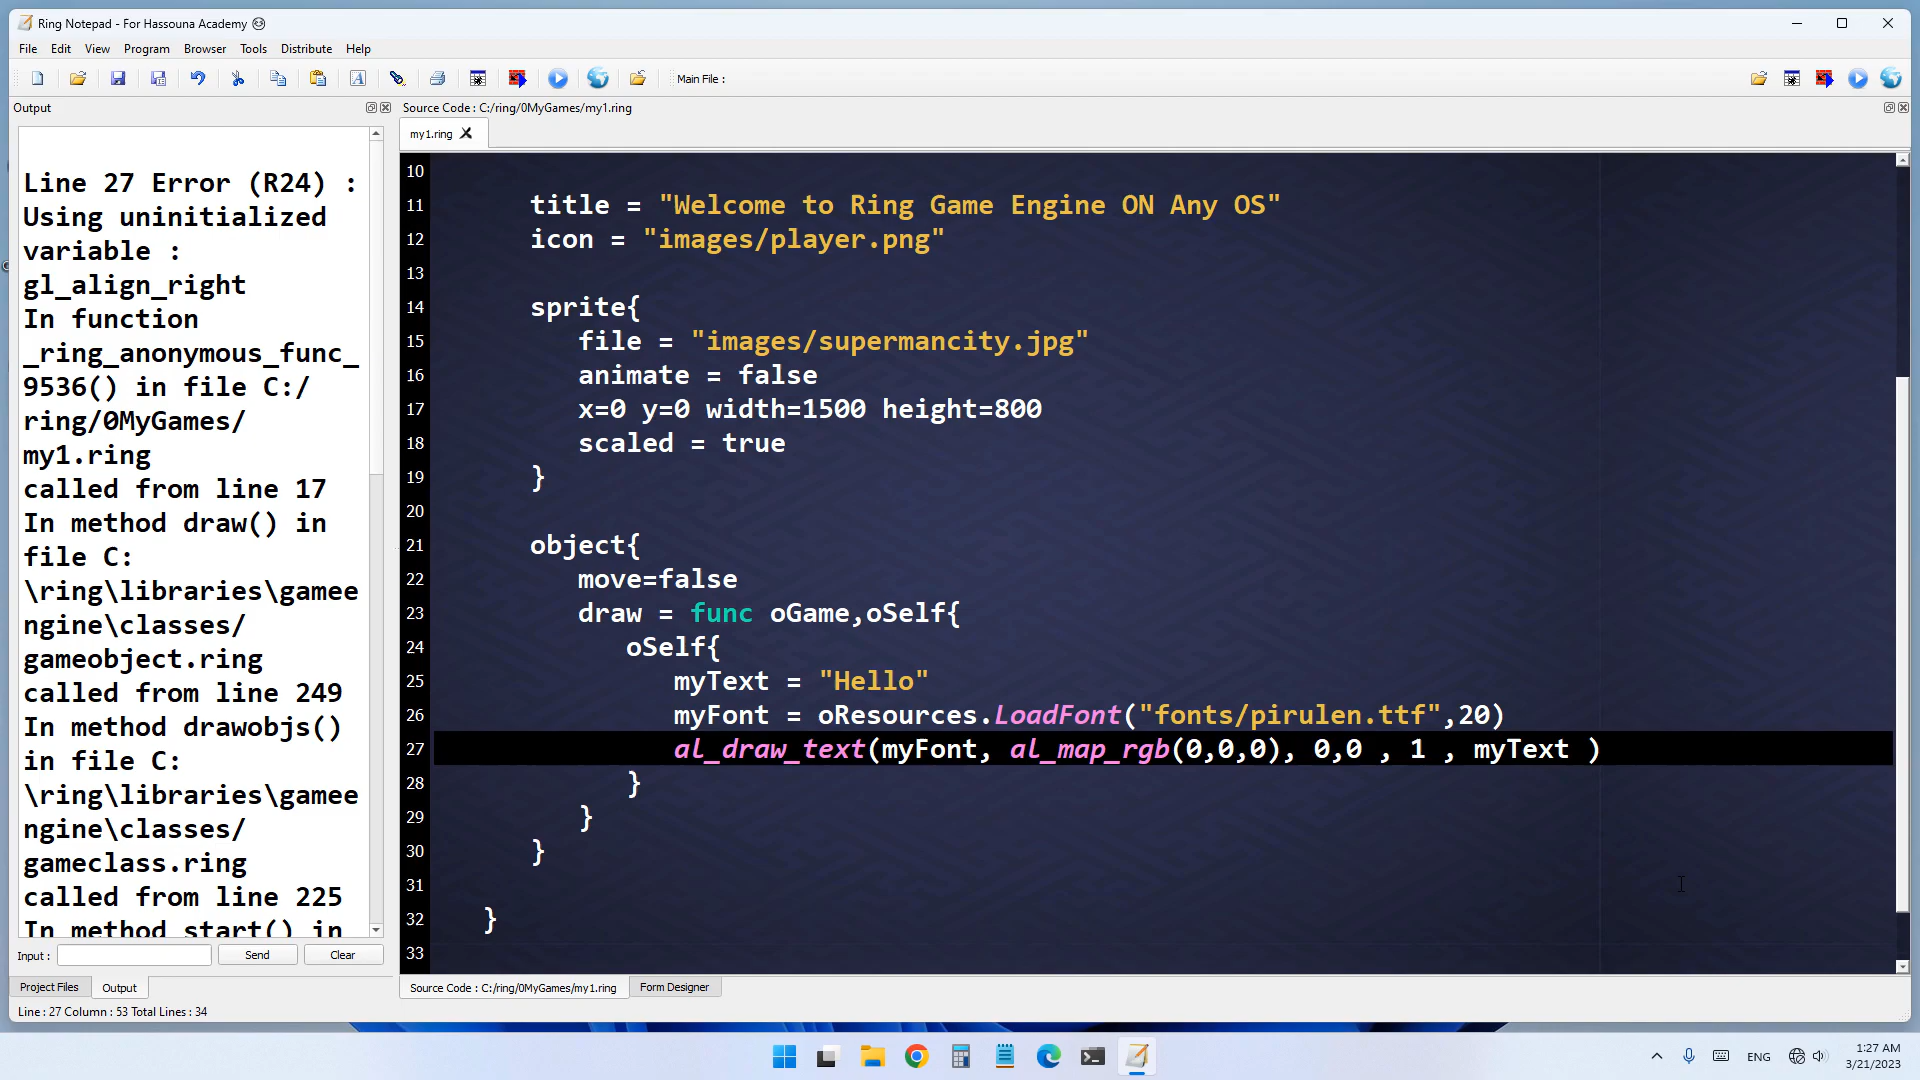 Ring Notepad - For Hassouna Academy
File Edit View Program Browser Tools Distribute Help
Main File :
Output
Source Code : C:/ring/0MyGames/my1.ring
my1.ring
Line 27 Error (R24) :
Using uninitialized
variable :
gl_align_right
In function
_ring_anonymous_func_
9536() in file C:/
ring/0MyGames/
my1.ring
called from line 17
In method draw() in
file C:
\ring\libraries\gamee
ngine\classes/
gameobject.ring
called from line 249
In method drawobjs()
in file C:
\ring\libraries\gamee
ngine\classes/
gameclass.ring
called from line 225
In method start() in
10
11 title = "Welcome to Ring Game Engine ON Any OS"
12 icon = "images/player.png"
13
14 sprite{
15 file = "images/supermancity.jpg"
16 animate = false
17 x=0 y=0 width=1500 height=800
18 scaled = true
19 }
20
21 object{
22 move=false
23 draw = func oGame,oSelf{
24 oSelf{
25 myText = "Hello"
26 myFont = oResources.LoadFont("fonts/pirulen.ttf",20)
27 al_draw_text(myFont, al_map_rgb(0,0,0), 0,0 , 1 , myText )
28 }
29 }
30 }
31
32 }
33
Input : Send Clear
Project Files Output
Source Code : C:/ring/0MyGames/my1.ring Form Designer
Line : 27 Column : 53 Total Lines : 34
ENG
1:27 AM
3/21/2023